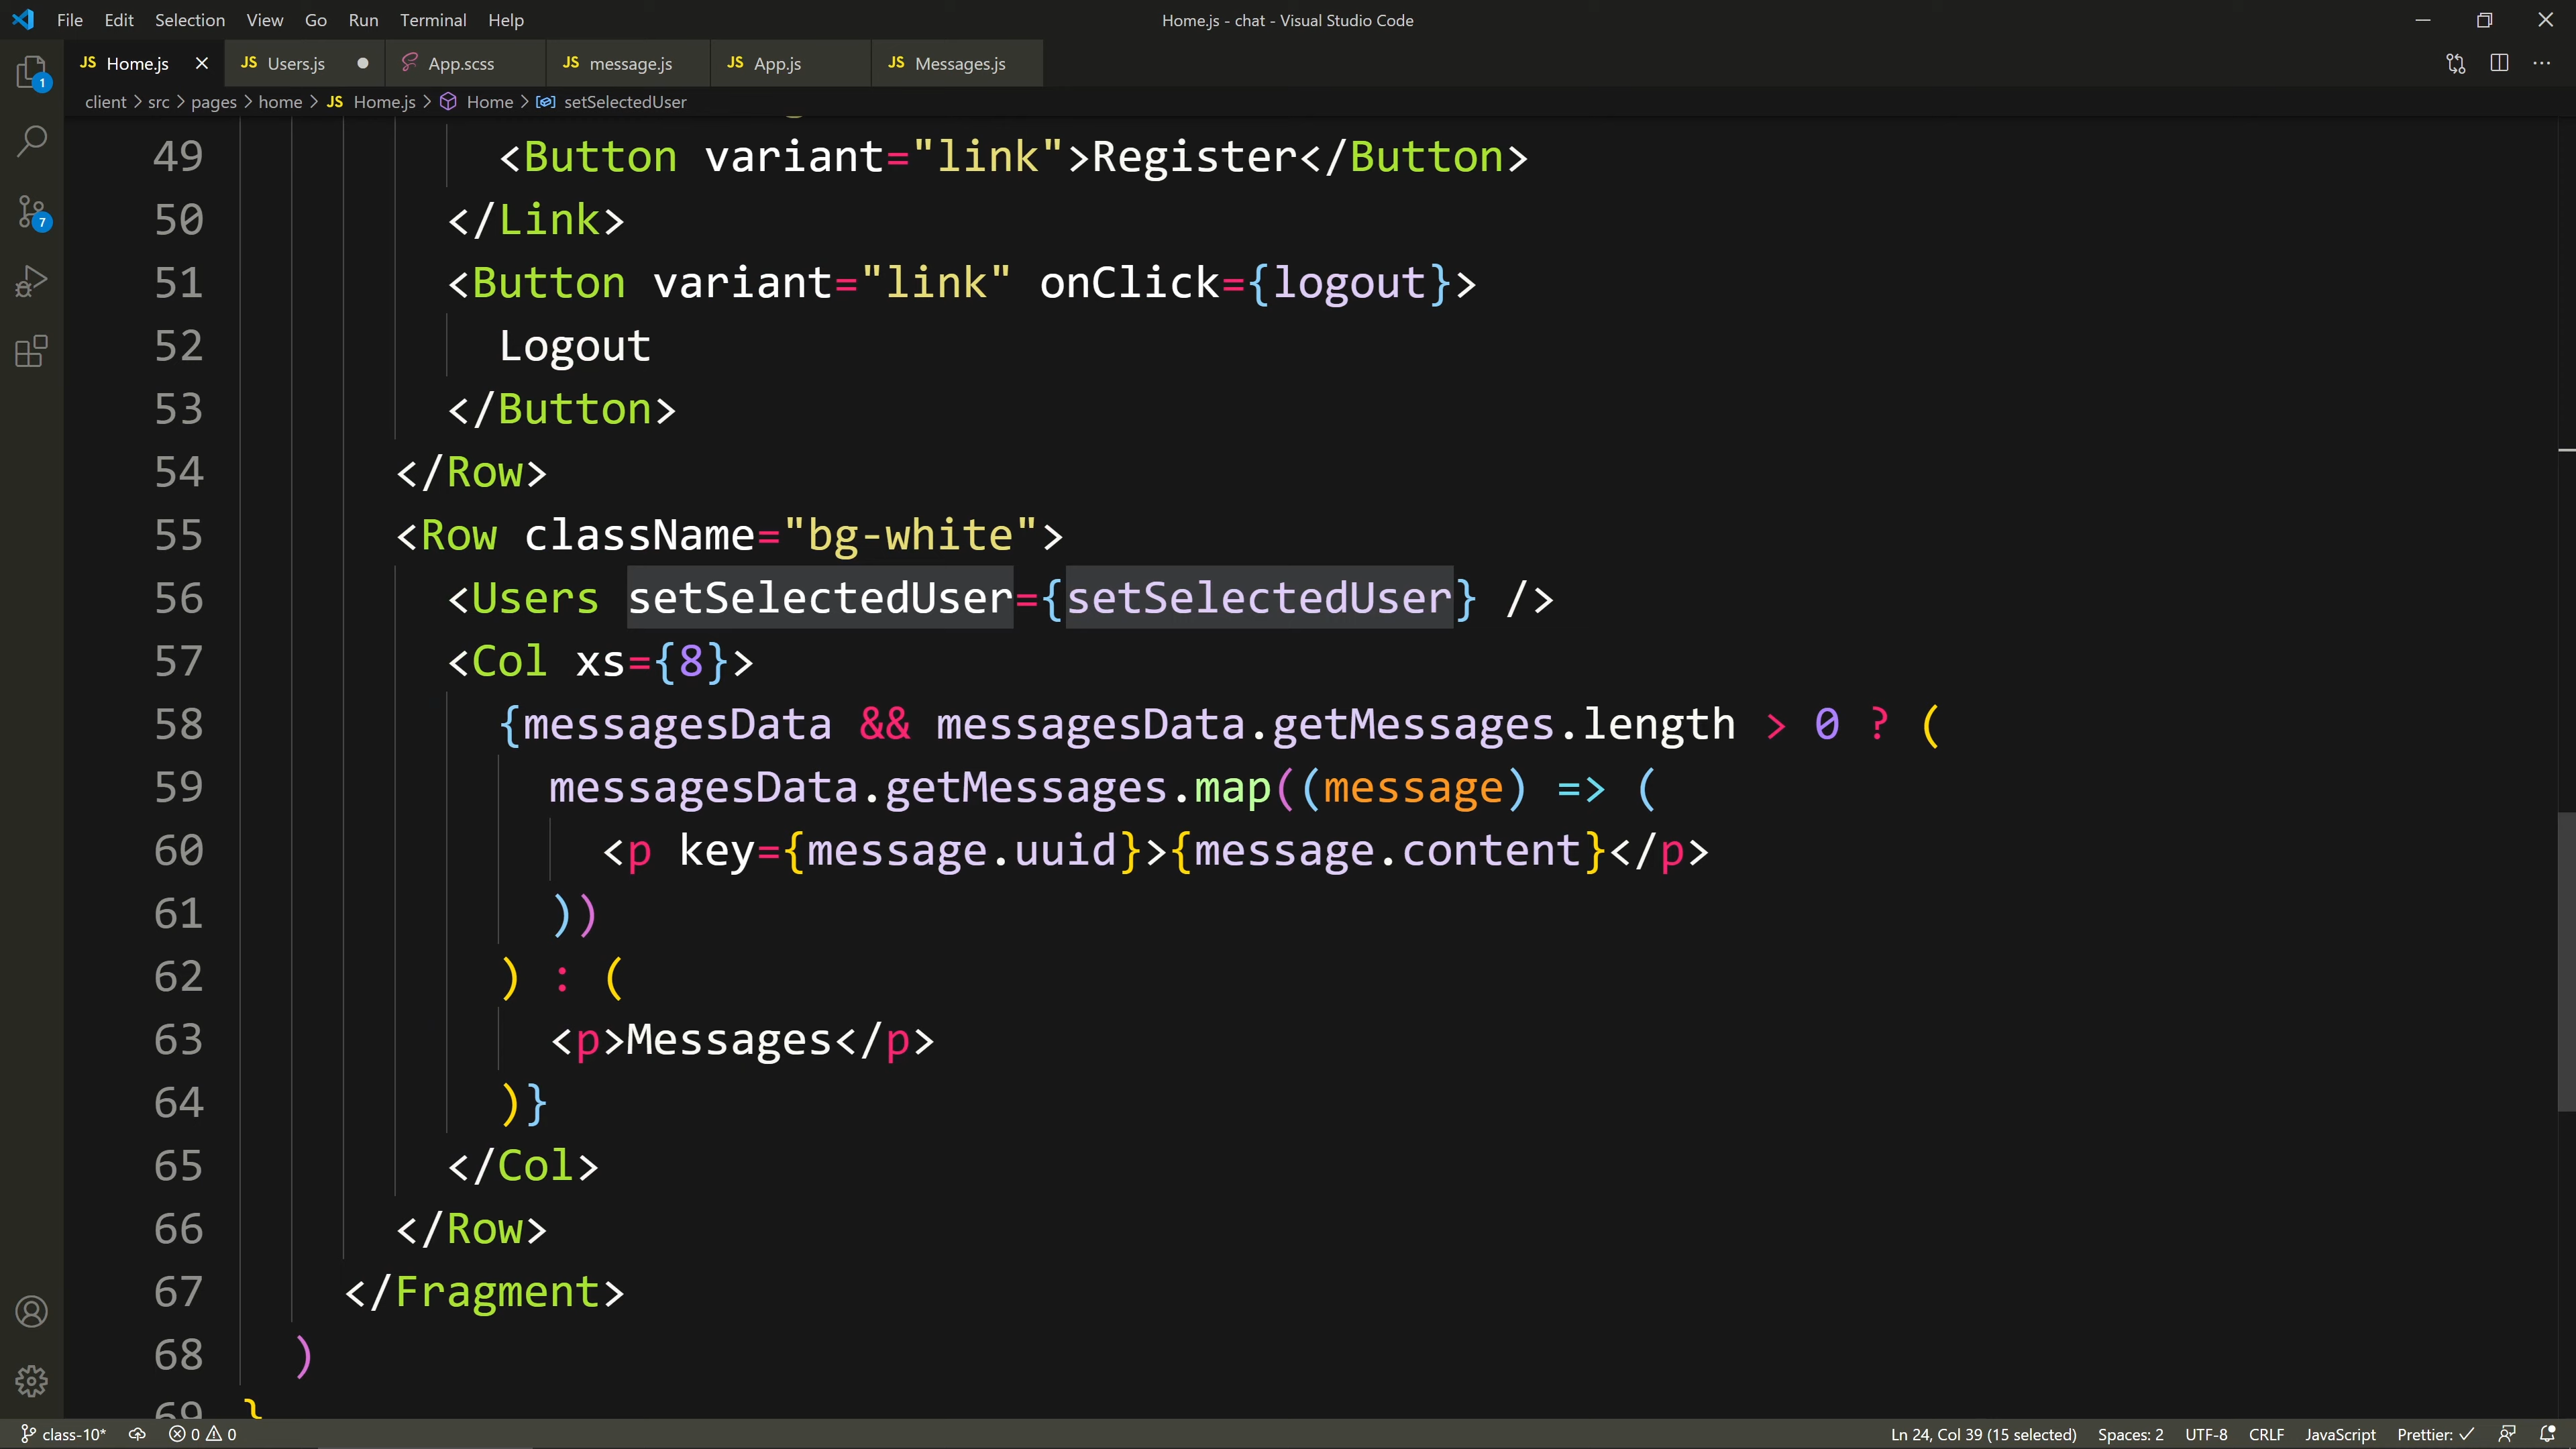 File Edit Selection View Go Run Terminal Help Home.js - chat - Visual Studio Code
JS Home.js JS Users.js App.scss JS message.js JS App.js JS Messages.js
client > src > pages > home > JS Home.js > Home > setSelectedUser
1
7
49 <Button variant="link">Register</Button>
50 </Link>
51 <Button variant="link" onClick={logout}>
52 Logout
53 </Button>
54 </Row>
55 <Row className="bg-white">
56 <Users setSelectedUser={setSelectedUser} />
57 <Col xs={8}>
58 {messagesData && messagesData.getMessages.length > 0 ? (
59 messagesData.getMessages.map((message) => (
60 <p key={message.uuid}>{message.content}</p>
61 ))
62 ) : (
63 <p>Messages</p>
64 )}
65 </Col>
66 </Row>
67 </Fragment>
68 )
69 }
class-10* 0 0 Ln 24, Col 39 (15 selected) Spaces: 2 UTF-8 CRLF JavaScript Prettier: ✓